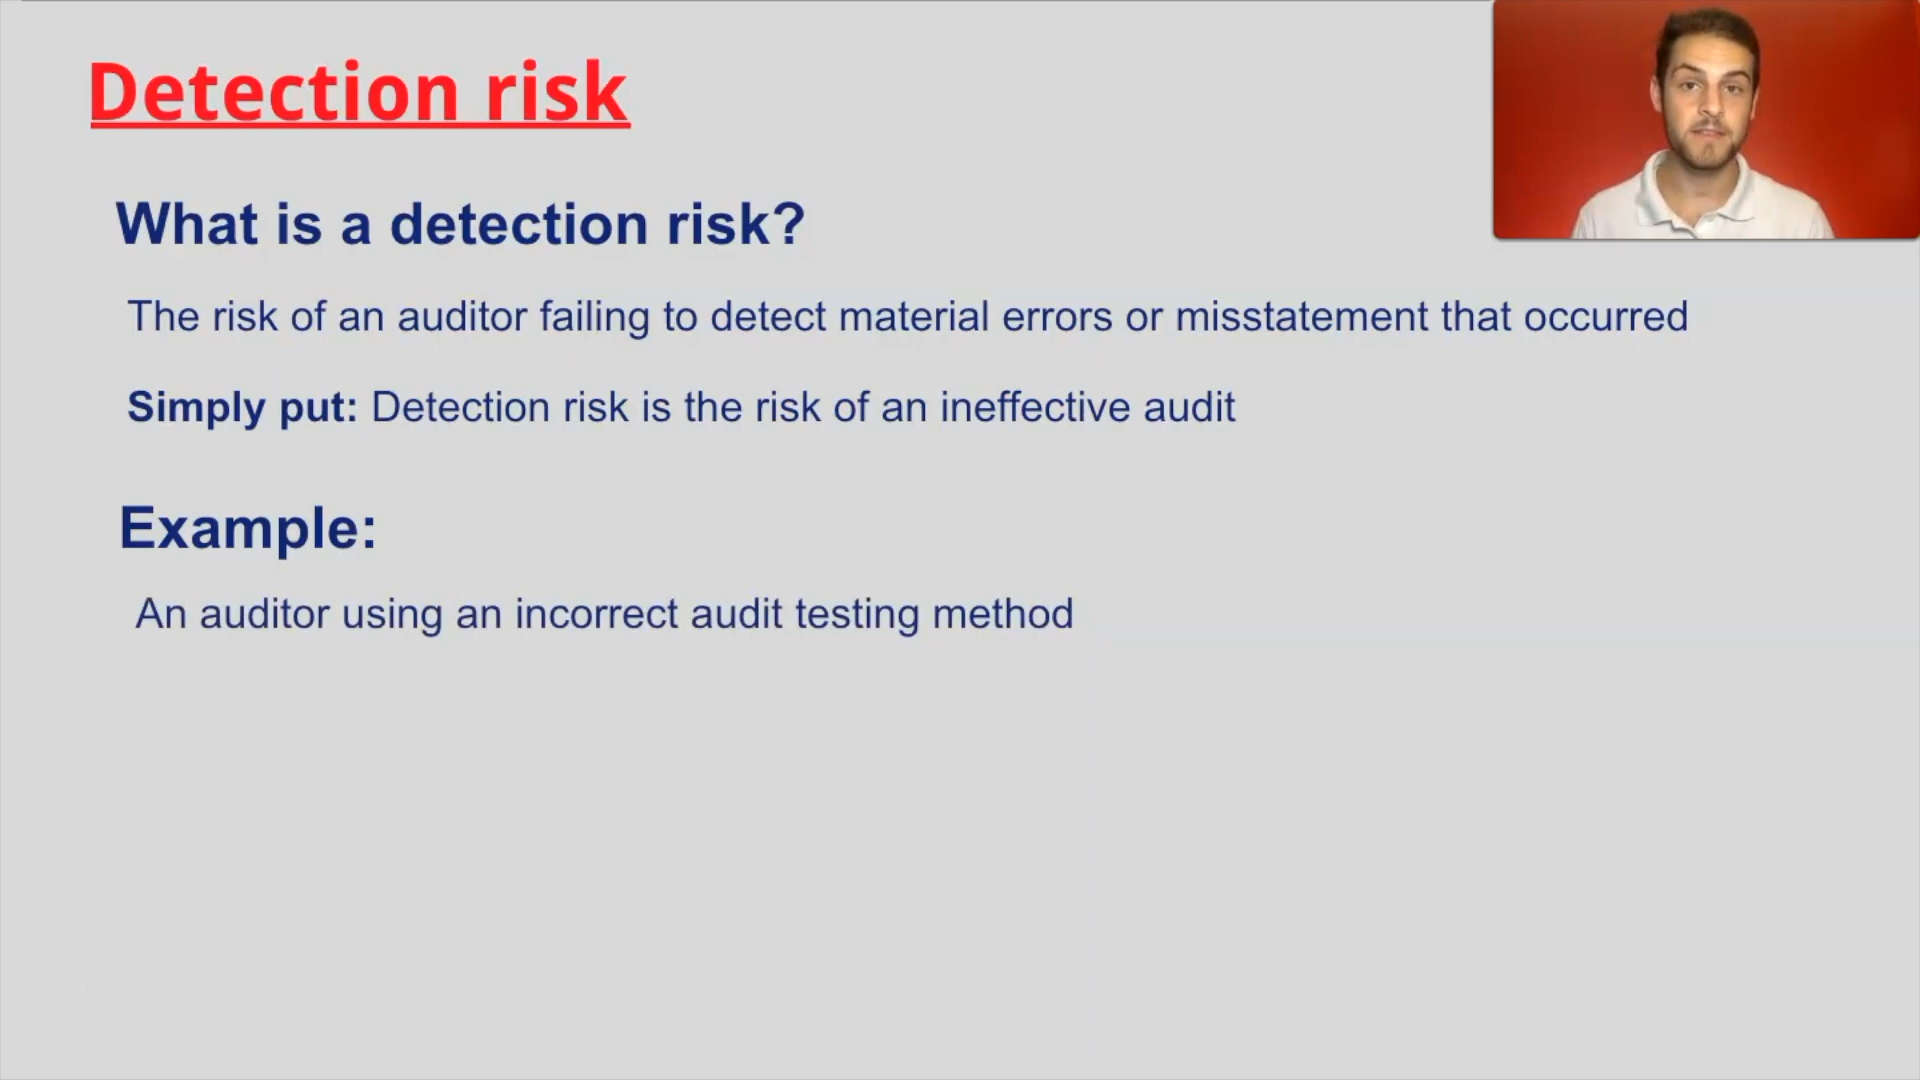 Detection risk
What is a detection risk?
The risk of an auditor failing to detect material errors or misstatement that occurred
Simply put: Detection risk is the risk of an ineffective audit
Example:
An auditor using an incorrect audit testing method